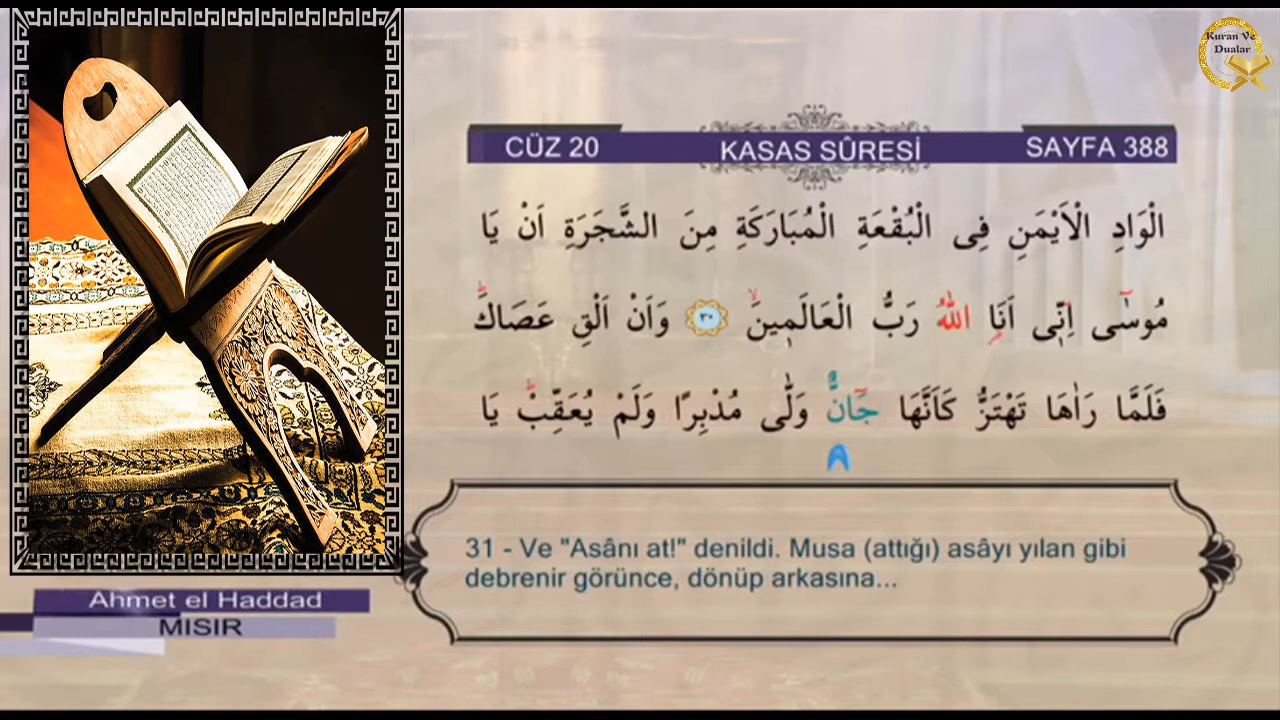 Kuran Ve
Dualar
CÜZ 20
KASAS SÛRESİ
SAYFA 388
الْوَادِ الْاَيْمَنِ فِى الْبُقْعَةِ الْمُبَارَكَةِ مِنَ الشَّجَرَةِ اَنْ يَا
مُوسٰٓى اِنّٖٓى اَنَا اللّٰهُ رَبُّ الْعَالَمٖينَۙ ٣٠ وَاَنْ اَلْقِ عَصَاكَۜ
فَلَمَّا رَاٰهَا تَهْتَزُّ كَاَنَّهَا جَٓانٌّ وَلّٰى مُدْبِرًا وَلَمْ يُعَقِّبْۜ يَا
31 - Ve "Asânı at!" denildi. Musa (attığı) asâyı yılan gibi
debrenir görünce, dönüp arkasına...
Ahmet el Haddad
MISIR